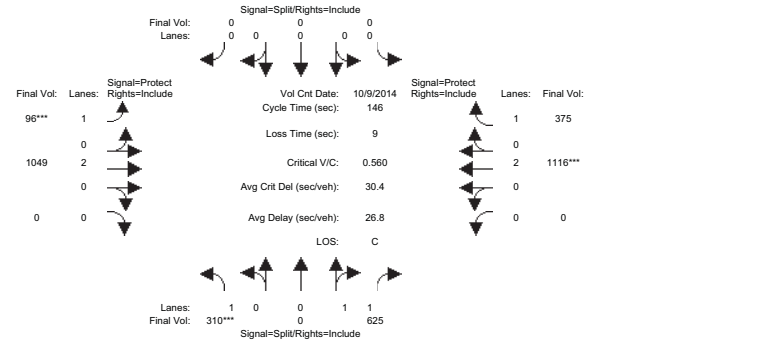 Signal=Split/Rights=Include
Final Vol: 0 0 0
Lanes: 0 0 0 0 0
Signal=Protect Signal=Protect
Final Vol: Lanes: Rights=Include Vol Cnt Date: 10/9/2014 Rights=Include Lanes: Final Vol:
Cycle Time (sec): 146
96*** 1 1 375
Loss Time (sec): 9
0 0
1049 2 Critical V/C: 0.560 2 1116***
0 Avg Crit Del (sec/veh): 30.4 0
0 0 Avg Delay (sec/veh): 26.8 0 0
LOS: C
Lanes: 1 0 0 1 1
Final Vol: 310*** 0 625
Signal=Split/Rights=Include